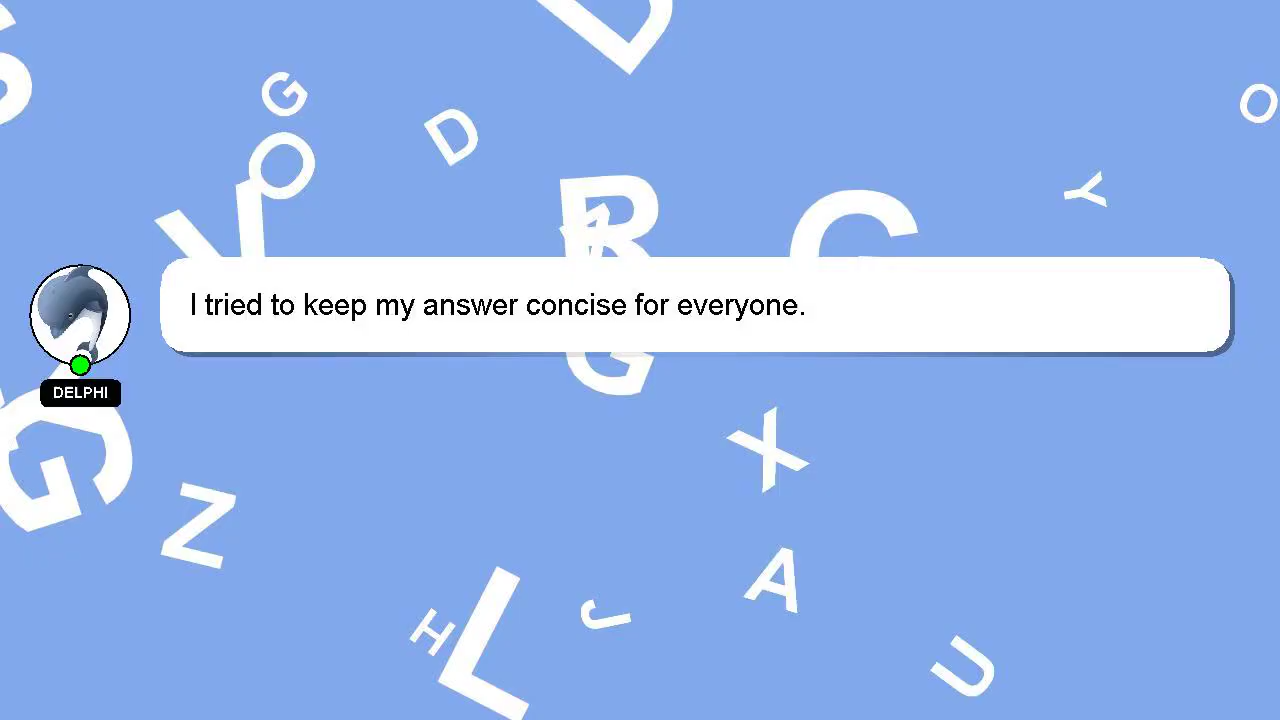 S
G
D
D
O
O
V
R
C
Y
I tried to keep my answer concise for everyone.
DELPHI
G
G
X
Z
A
H
L
J
U